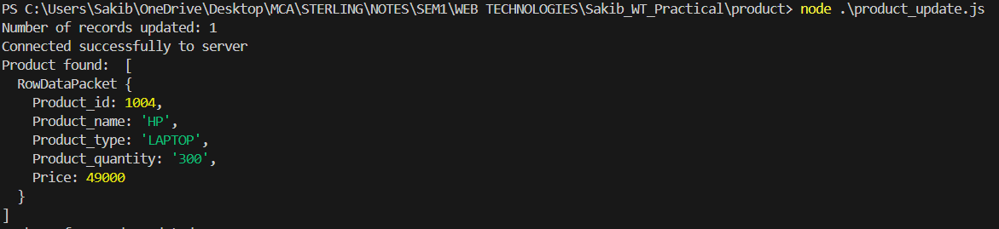 PS C:\Users\Sakib\OneDrive\Desktop\MCA\STERLING\NOTES\SEM1\WEB TECHNOLOGIES\Sakib_WT_Practical\product> node .\product_update.js
Number of records updated: 1
Connected successfully to server
Product found:  [
  RowDataPacket {
    Product_id: 1004,
    Product_name: 'HP',
    Product_type: 'LAPTOP',
    Product_quantity: '300',
    Price: 49000
  }
]